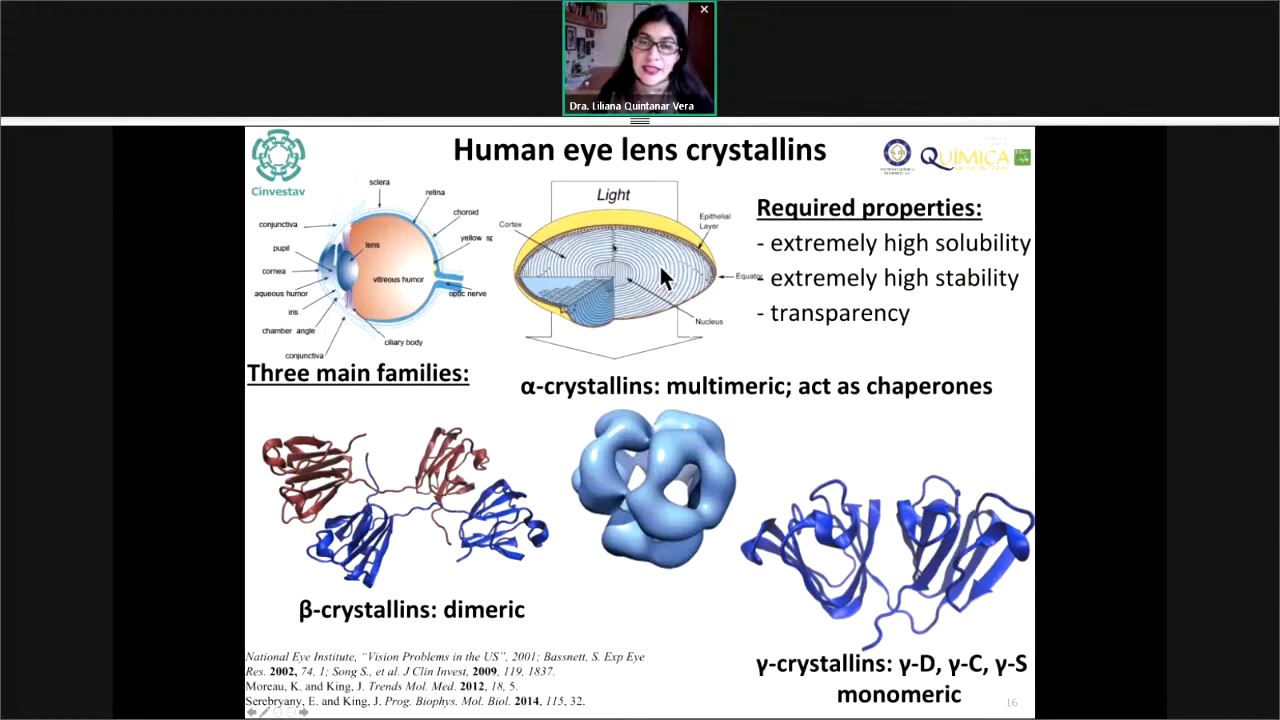 Dra. Liliana Quintanar Vera
Human eye lens crystallins
Cinvestav
QUÍMICA
sclera
retina
choroid
yellow
conjunctiva
pupil
lens
cornea
vitreous humor
aqueous humor
optic nerve
iris
chamber angle
ciliary body
conjunctiva
Light
Cortex
Epithelial
Layer
Equator
Nucleus
Required properties:
- extremely high solubility
- extremely high stability
- transparency
Three main families:
α-crystallins: multimeric; act as chaperones
β-crystallins: dimeric
γ-crystallins: γ-D, γ-C, γ-S
monomeric
National Eye Institute, “Vision Problems in the US”, 2001; Bassnett, S. Exp Eye
Res. 2002, 74, 1; Song S., et al. J Clin Invest, 2009, 119, 1837.
Moreau, K. and King, J. Trends Mol. Med. 2012, 18, 5.
Serebryany, E. and King, J. Prog. Biophys. Mol. Biol. 2014, 115, 32.
16